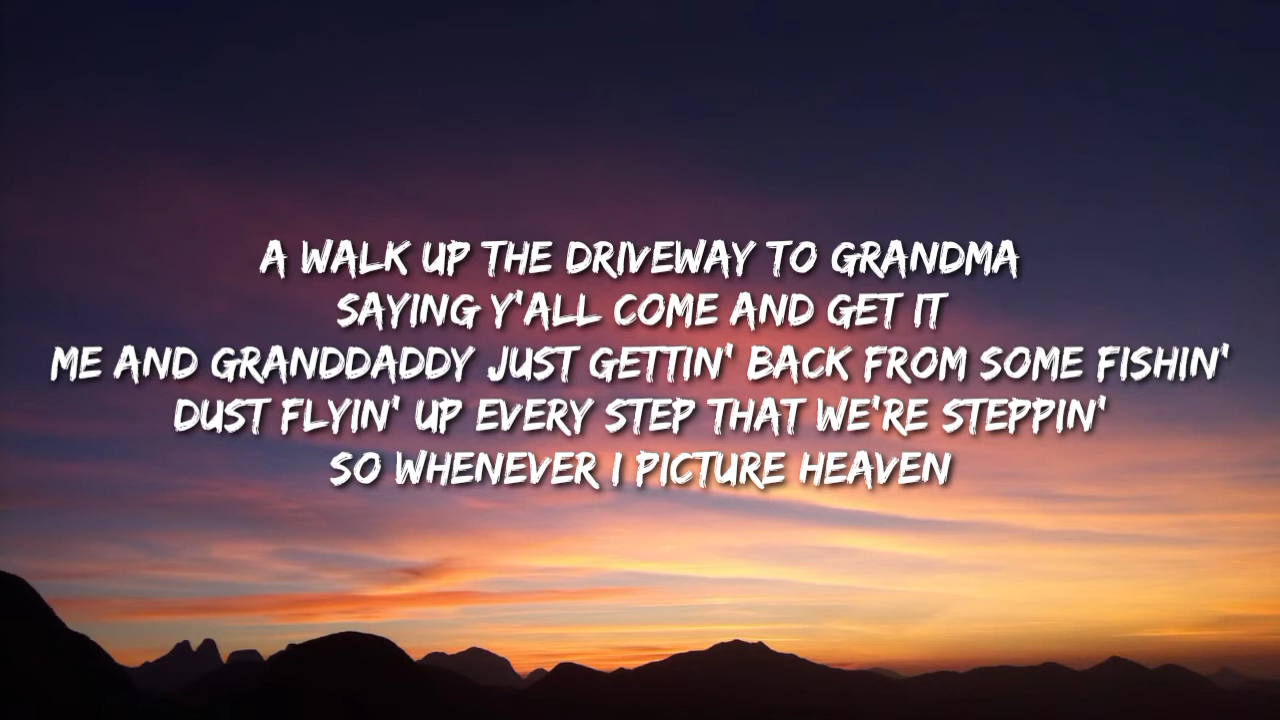 A WALK UP THE DRIVEWAY TO GRANDMA
SAYING Y'ALL COME AND GET IT
ME AND GRANDDADDY JUST GETTIN' BACK FROM SOME FISHIN'
DUST FLYIN' UP EVERY STEP THAT WE'RE STEPPIN'
SO WHENEVER I PICTURE HEAVEN